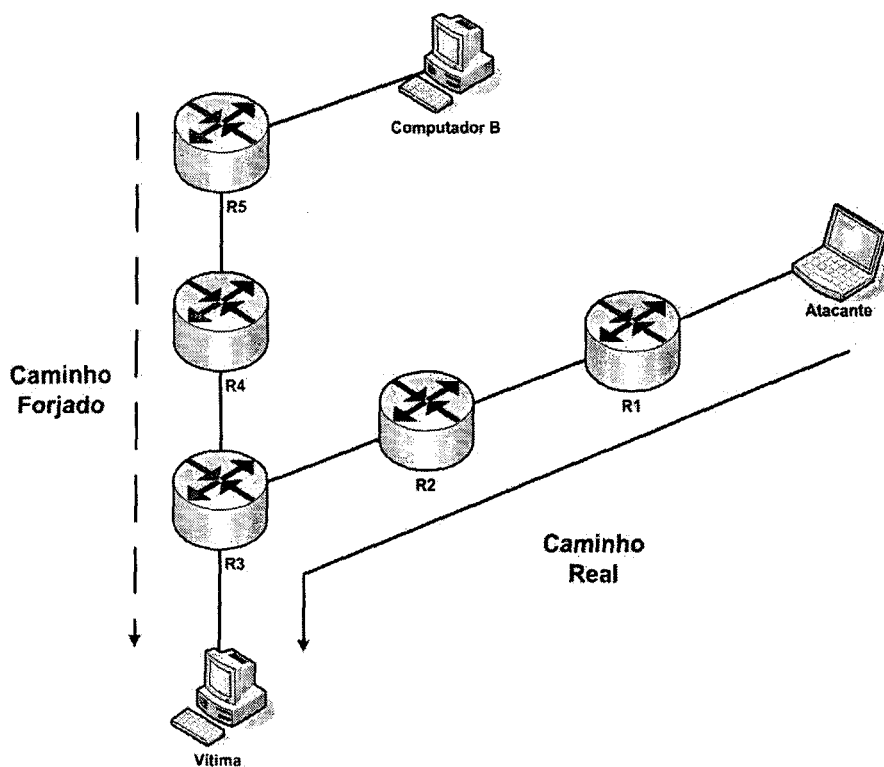 Computador B
R5
Atacante
R4
R1
Caminho
Forjado
R2
R3
Caminho
Real
Vítima